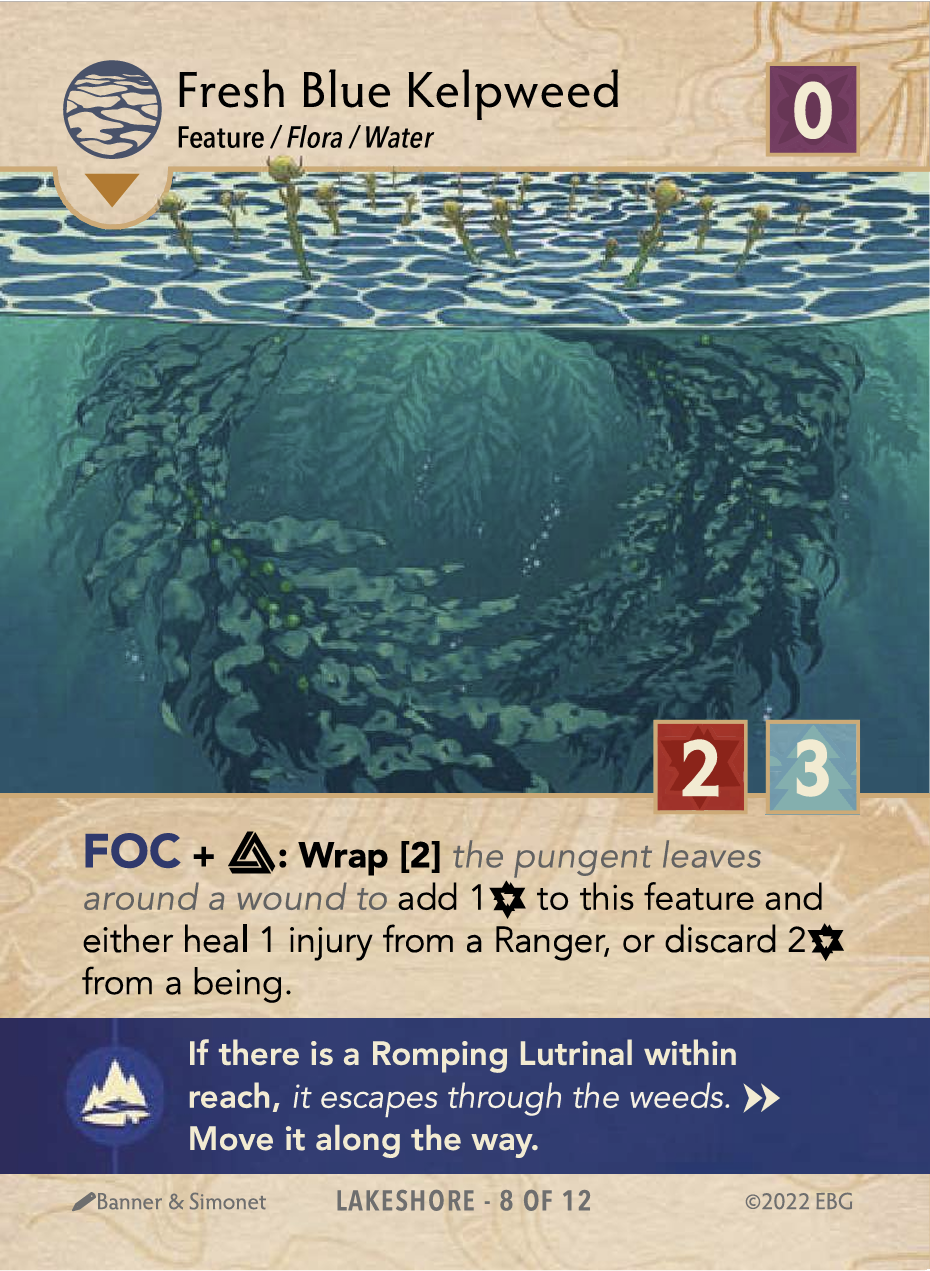 Fresh Blue Kelpweed
Feature / Flora / Water
0
2
3
FOC + : Wrap [2] the pungent leaves
around a wound to add 1 to this feature and
either heal 1 injury from a Ranger, or discard 2
from a being.
If there is a Romping Lutrinal within
reach, it escapes through the weeds.
Move it along the way.
Banner & Simonet
LAKESHORE - 8 OF 12
©2022 EBG